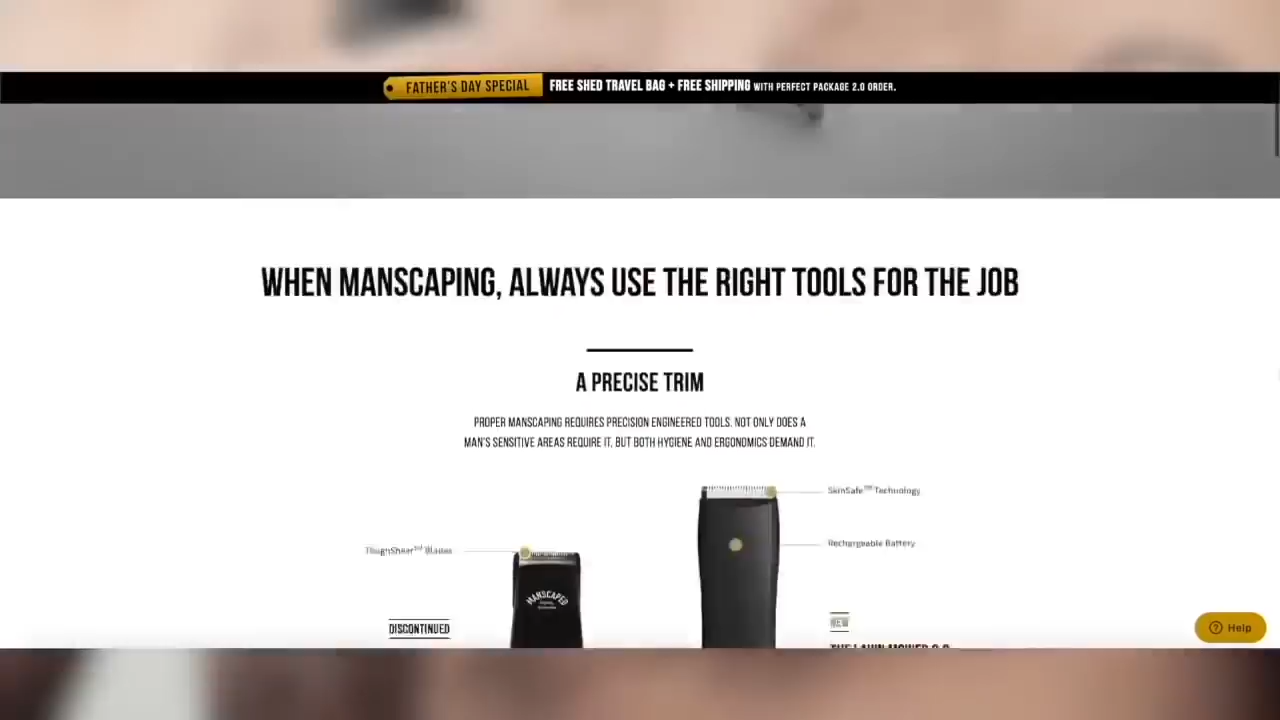 FATHER'S DAY SPECIAL FREE SHED TRAVEL BAG + FREE SHIPPING WITH PERFECT PACKAGE 2.0 ORDER.
WHEN MANSCAPING, ALWAYS USE THE RIGHT TOOLS FOR THE JOB
A PRECISE TRIM
PROPER MANSCAPING REQUIRES PRECISION ENGINEERED TOOLS. NOT ONLY DOES A
MAN'S SENSITIVE AREAS REQUIRE IT, BUT BOTH HYGIENE AND ERGONOMICS DEMAND IT.
SkinSafe™ Technology
Rechargeable Battery
Blades
MANSCAPED
DISCONTINUED
NEW
THE LAWN MOWER 2.0
Help